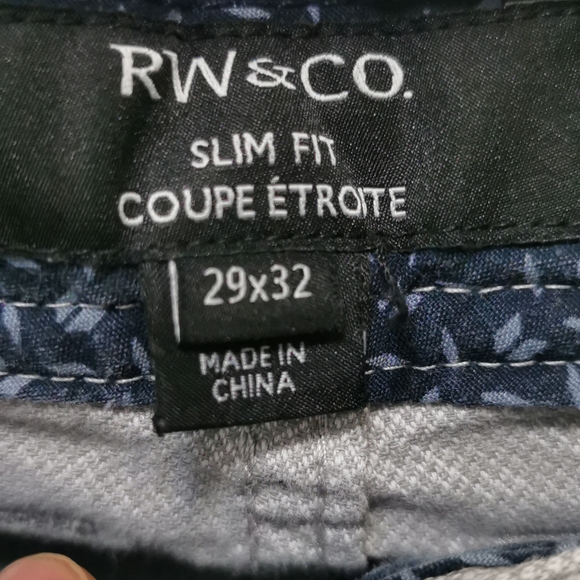 RW&CO.
SLIM FIT
COUPE ÉTROITE
29x32
MADE IN
CHINA